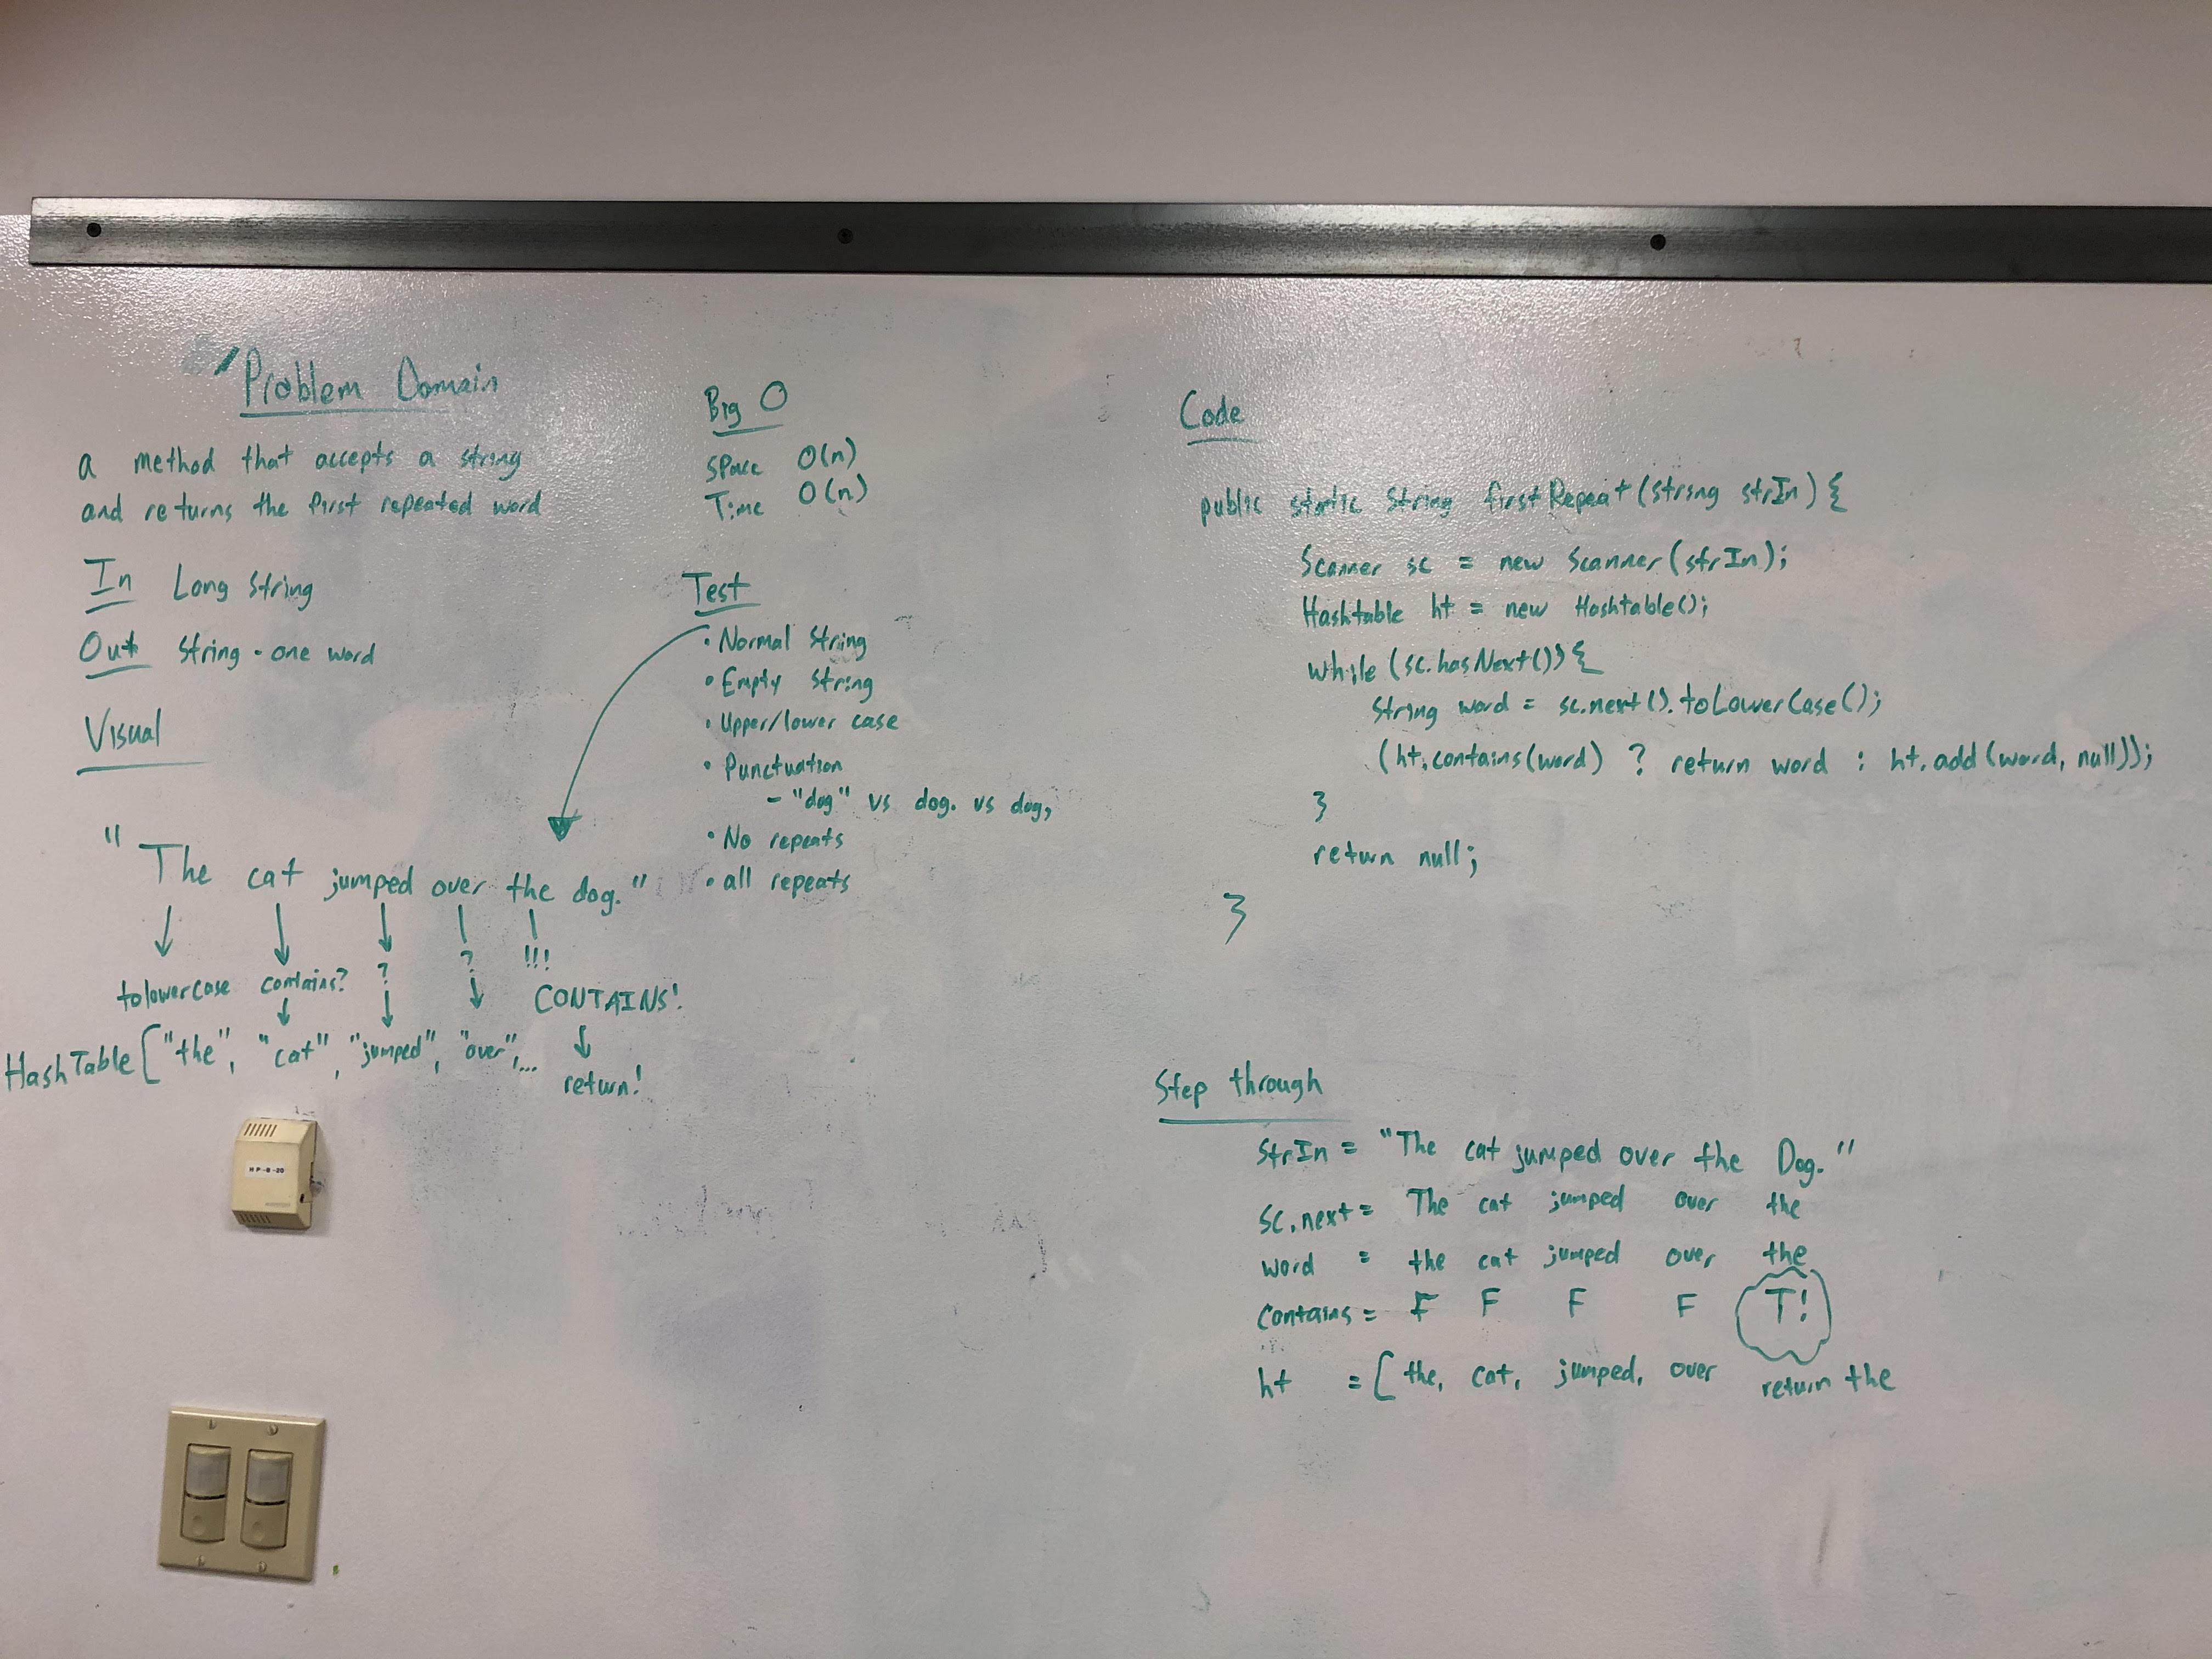 Problem Domain
a method that accepts a string
and returns the first repeated word
In Long String
Out String - one word
Visual
"The cat jumped over the dog."
tolowercase contains? ? ? !!!
CONTAINS!
HashTable ["the", "cat", "jumped", "over",...
return!
HP-8-20
Big O
Space O(n)
Time O(n)
Test
• Normal String
• Empty String
• Upper/lower case
• Punctuation
- "dog" vs dog. vs dog,
• No repeats
• all repeats
Code
public static String firstRepeat(string strIn){
Scanner sc = new Scanner(strIn);
Hashtable ht = new Hashtable();
while (sc.hasNext()){
String word = sc.next().toLowerCase();
(ht.contains(word) ? return word : ht.add(word, null));
}
return null;
}
Step through
StrIn = "The cat jumped over the Dog."
Sc.next = The cat jumped over the
word = the cat jumped over the
Contains = F F F F T!
ht = [the, cat, jumped, over return the